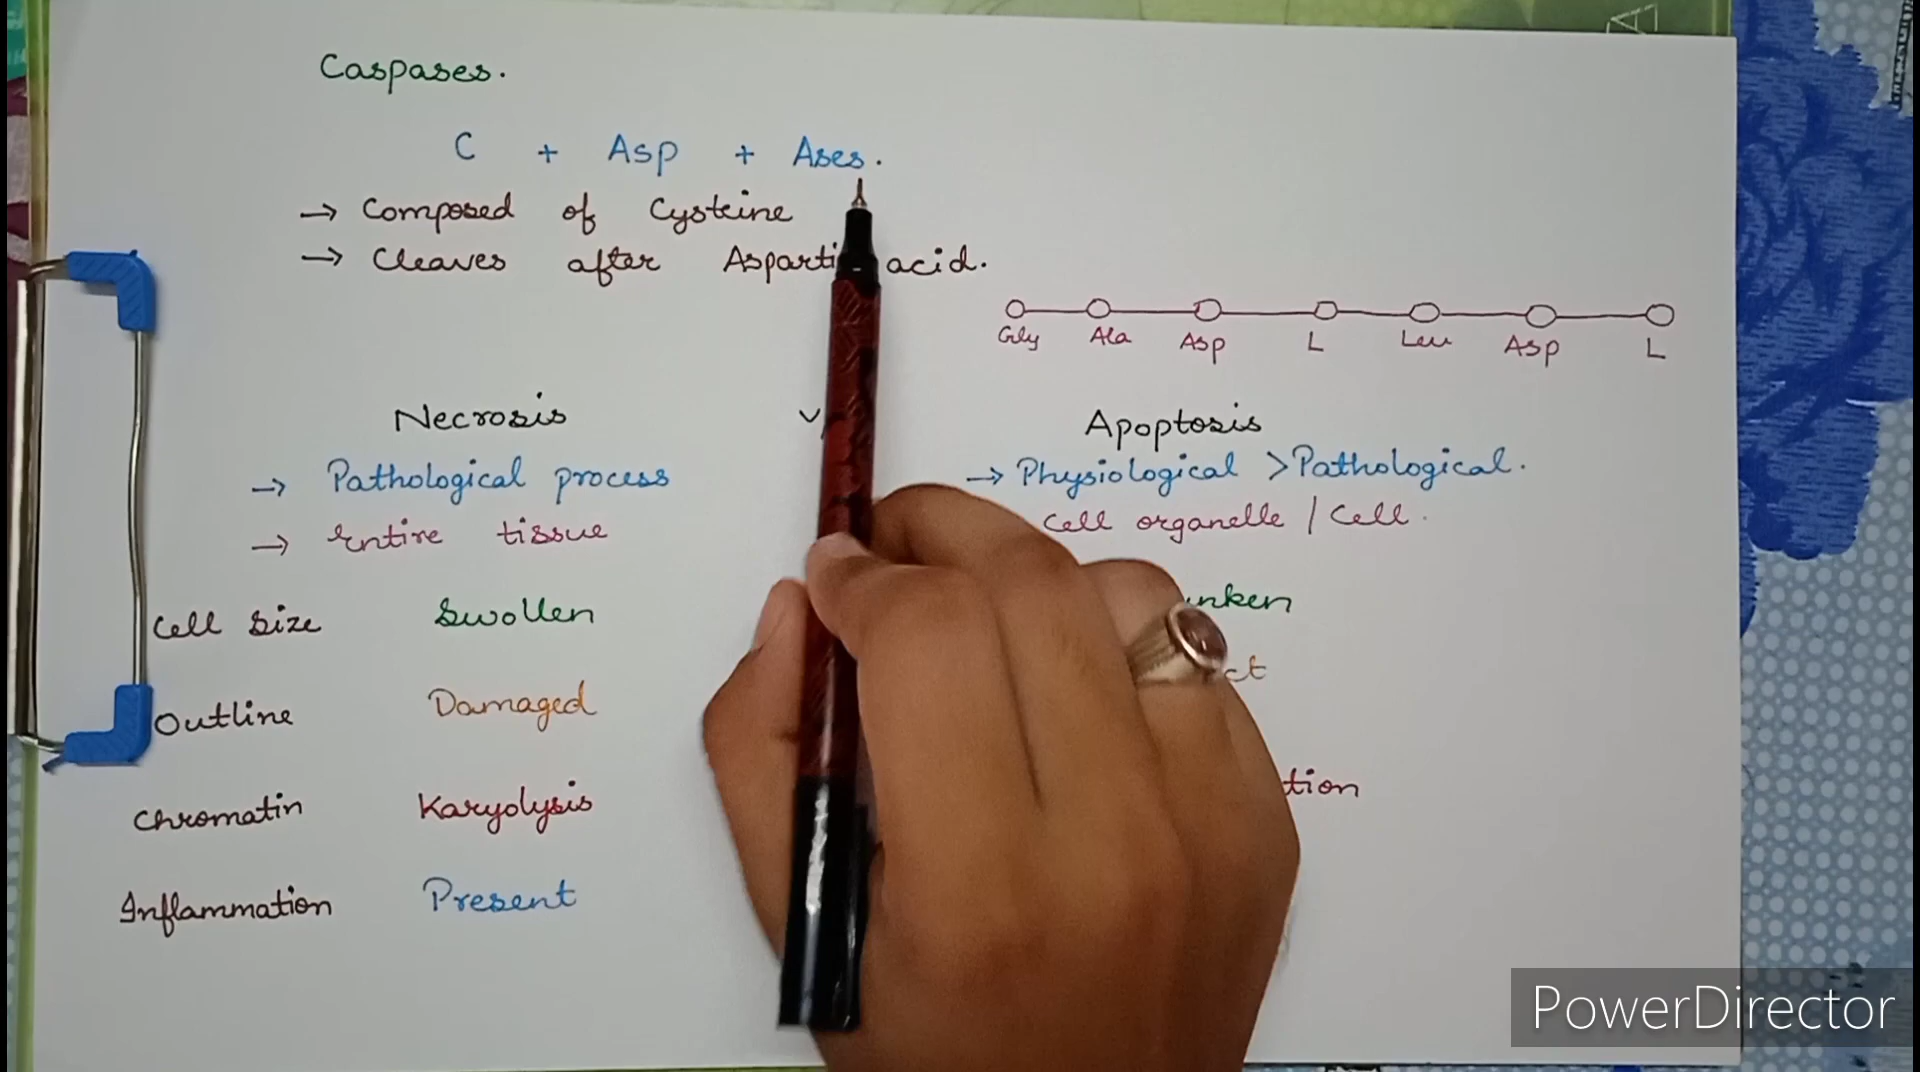 Caspases.
C + Asp + Ases.
→ Composed of Cysteine
→ Cleaves after Asparti acid.
Gly Ala Asp L Leu Asp L
Necrosis Apoptosis
→ Pathological process → Physiological > Pathological.
→ Entire tissue Cell organelle / Cell.
Cell size Swollen
Outline Damaged
Chromatin Karyolysis
Inflammation Present
PowerDirector